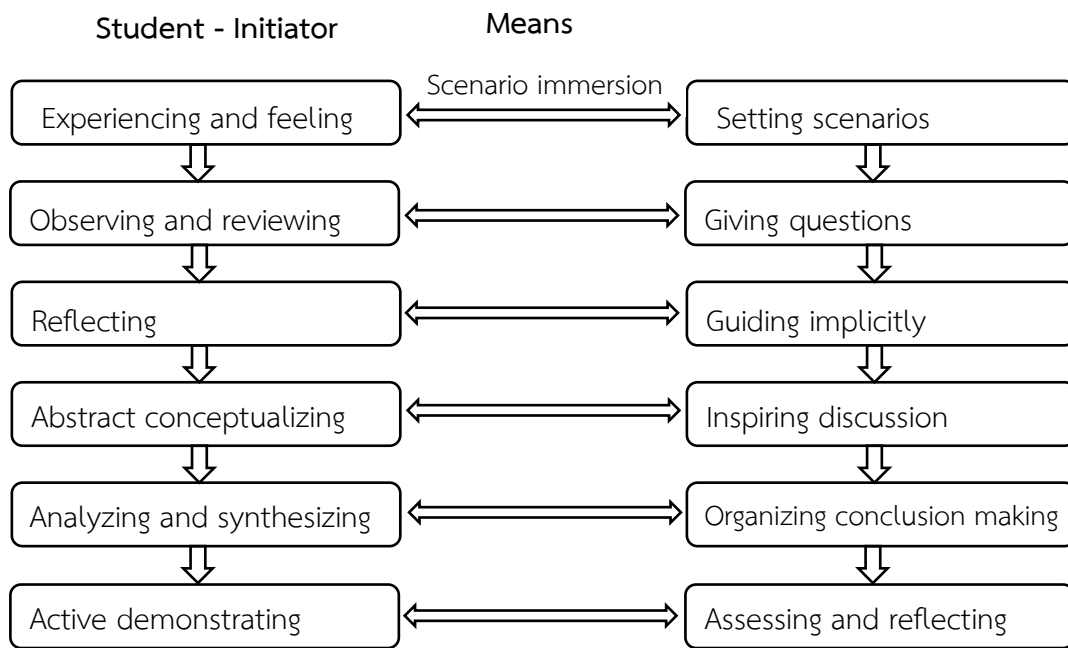 Student - Initiator Means
Scenario immersion
Experiencing and feeling Setting scenarios
Observing and reviewing Giving questions
Reflecting Guiding implicitly
Abstract conceptualizing Inspiring discussion
Analyzing and synthesizing Organizing conclusion making
Active demonstrating Assessing and reflecting